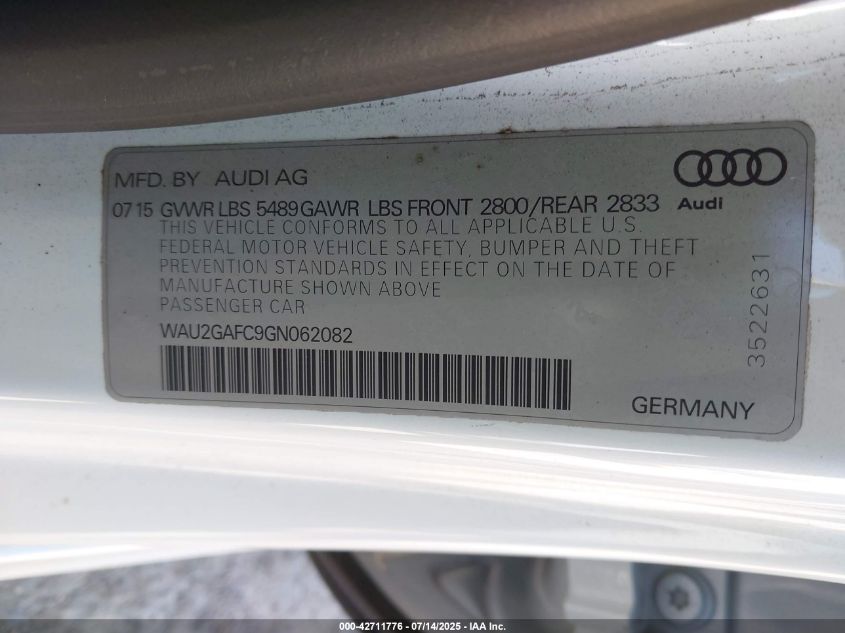 MFD. BY AUDI AG
Audi
07 15 GVWR LBS 5489 GAWR LBS FRONT 2800/REAR 2833
THIS VEHICLE CONFORMS TO ALL APPLICABLE U.S.
FEDERAL MOTOR VEHICLE SAFETY, BUMPER AND THEFT
PREVENTION STANDARDS IN EFFECT ON THE DATE OF
MANUFACTURE SHOWN ABOVE
PASSENGER CAR
WAU2GAFC9GN062082
3522631
GERMANY
000-42711776 - 07/14/2025 - IAA Inc.